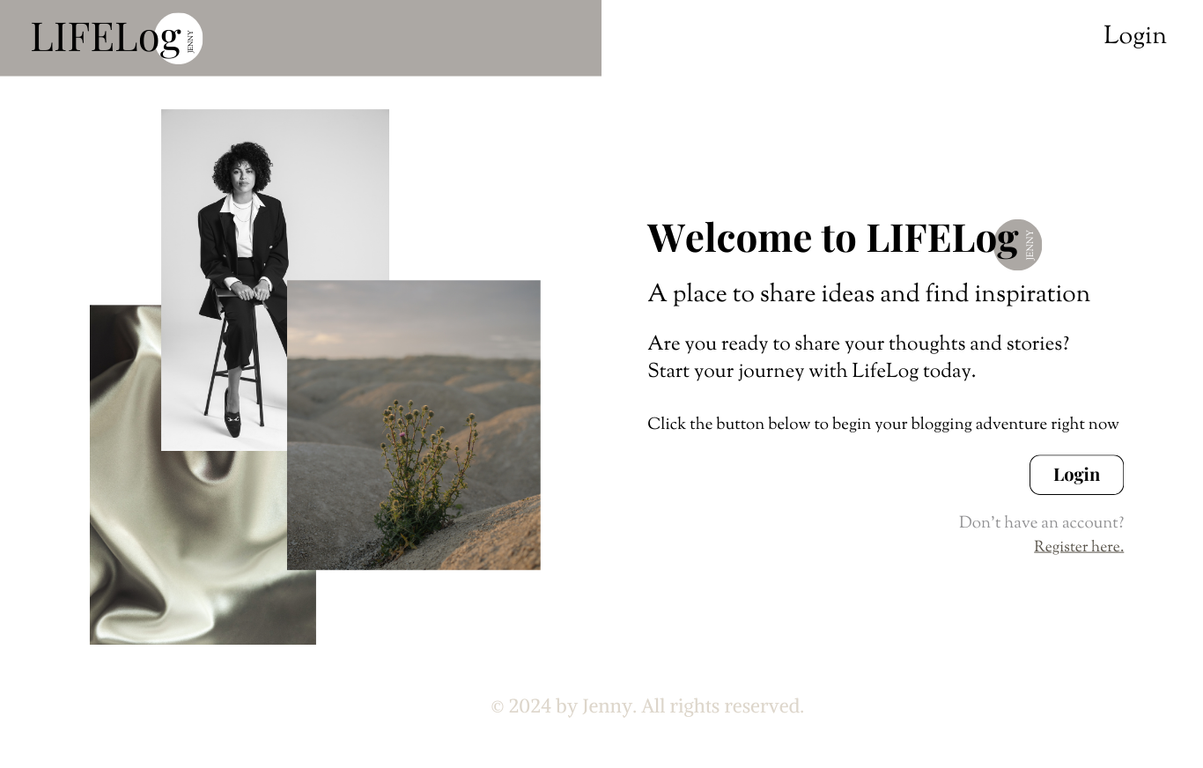 LIFELog JENNY
Login
Welcome to LIFELog JENNY
A place to share ideas and find inspiration
Are you ready to share your thoughts and stories?
Start your journey with LifeLog today.
Click the button below to begin your blogging adventure right now
Login
Don't have an account?
Register here.
© 2024 by Jenny. All rights reserved.